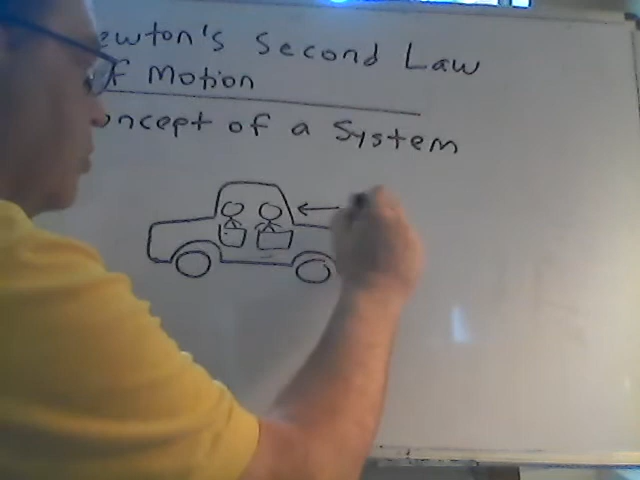 ewton's Second Law
f Motion
oncept of a System